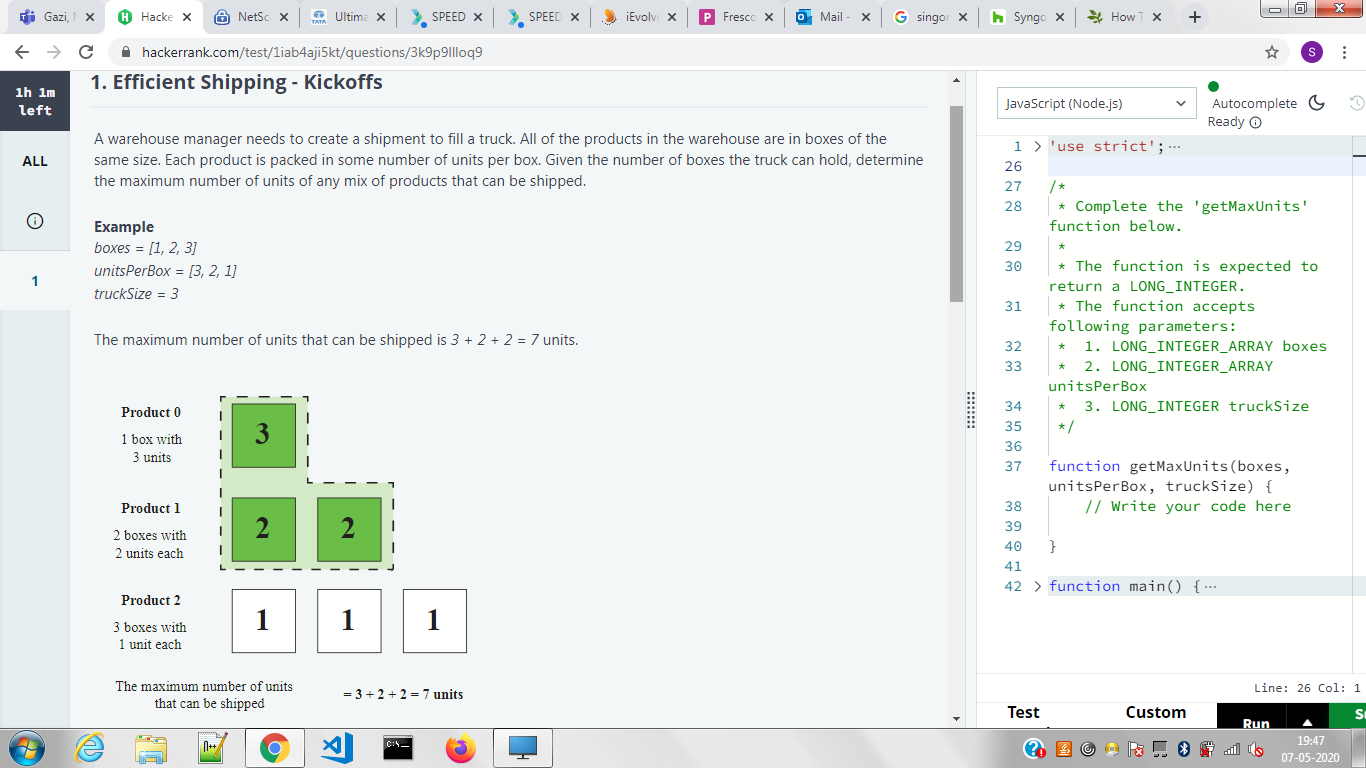 Gazi, M
Hacke
NetSc
Ultima
SPEED
SPEED
iEvolv
Fresco
Mail -
singor
Syngo
How T
hackerrank.com/test/1iab4aji5kt/questions/3k9p9llloq9
S
1h 1m
left
ALL
1
1. Efficient Shipping - Kickoffs
A warehouse manager needs to create a shipment to fill a truck. All of the products in the warehouse are in boxes of the
same size. Each product is packed in some number of units per box. Given the number of boxes the truck can hold, determine
the maximum number of units of any mix of products that can be shipped.
Example
boxes = [1, 2, 3]
unitsPerBox = [3, 2, 1]
truckSize = 3
The maximum number of units that can be shipped is 3 + 2 + 2 = 7 units.
Product 0
1 box with
3 units
3
Product 1
2 boxes with
2 units each
2 2
Product 2
3 boxes with
1 unit each
1 1 1
The maximum number of units
that can be shipped
= 3 + 2 + 2 = 7 units
JavaScript (Node.js)
Autocomplete
Ready
1 > 'use strict'; ···
26
27 /*
28 * Complete the 'getMaxUnits'
function below.
29 *
30 * The function is expected to
return a LONG_INTEGER.
31 * The function accepts
following parameters:
32 * 1. LONG_INTEGER_ARRAY boxes
33 * 2. LONG_INTEGER_ARRAY
unitsPerBox
34 * 3. LONG_INTEGER truckSize
35 */
36
37 function getMaxUnits(boxes,
unitsPerBox, truckSize) {
38 // Write your code here
39
40 }
41
42 > function main() { ···
Line: 26 Col: 1
Test
Custom
Run
19:47
07-05-2020